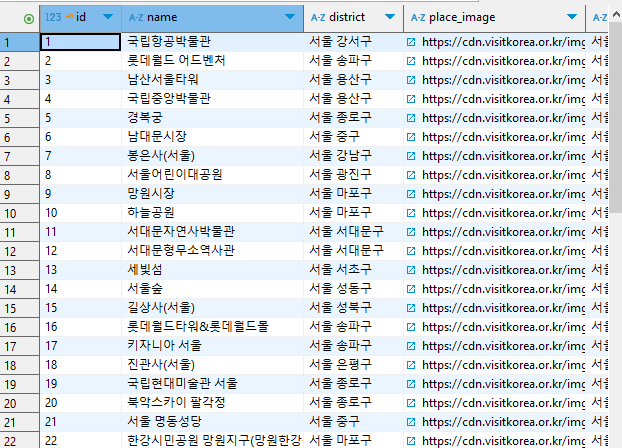 123 id A-Z name A-Z district A-Z place_image A-Z
1 1 국립항공박물관 서울 강서구 https://cdn.visitkorea.or.kr/img 서울
2 2 롯데월드 어드벤처 서울 송파구 https://cdn.visitkorea.or.kr/img 서울
3 3 남산서울타워 서울 용산구 https://cdn.visitkorea.or.kr/img 서울
4 4 국립중앙박물관 서울 용산구 https://cdn.visitkorea.or.kr/img 서울
5 5 경복궁 서울 종로구 https://cdn.visitkorea.or.kr/img 서울
6 6 남대문시장 서울 중구 https://cdn.visitkorea.or.kr/img 서울
7 7 봉은사(서울) 서울 강남구 https://cdn.visitkorea.or.kr/img 서울
8 8 서울어린이대공원 서울 광진구 https://cdn.visitkorea.or.kr/img 서울
9 9 망원시장 서울 마포구 https://cdn.visitkorea.or.kr/img 서울
10 10 하늘공원 서울 마포구 https://cdn.visitkorea.or.kr/img 서울
11 11 서대문자연사박물관 서울 서대문구 https://cdn.visitkorea.or.kr/img 서울
12 12 서대문형무소역사관 서울 서대문구 https://cdn.visitkorea.or.kr/img 서울
13 13 세빛섬 서울 서초구 https://cdn.visitkorea.or.kr/img 서울
14 14 서울숲 서울 성동구 https://cdn.visitkorea.or.kr/img 서울
15 15 길상사(서울) 서울 성북구 https://cdn.visitkorea.or.kr/img 서울
16 16 롯데월드타워&롯데월드몰 서울 송파구 https://cdn.visitkorea.or.kr/img 서울
17 17 키자니아 서울 서울 송파구 https://cdn.visitkorea.or.kr/img 서울
18 18 진관사(서울) 서울 은평구 https://cdn.visitkorea.or.kr/img 서울
19 19 국립현대미술관 서울 서울 종로구 https://cdn.visitkorea.or.kr/img 서울
20 20 북악스카이 팔각정 서울 종로구 https://cdn.visitkorea.or.kr/img 서울
21 21 서울 명동성당 서울 중구 https://cdn.visitkorea.or.kr/img 서울
22 22 한강시민공원 망원지구(망원한강 서울 마포구 https://cdn.visitkorea.or.kr/img 서울